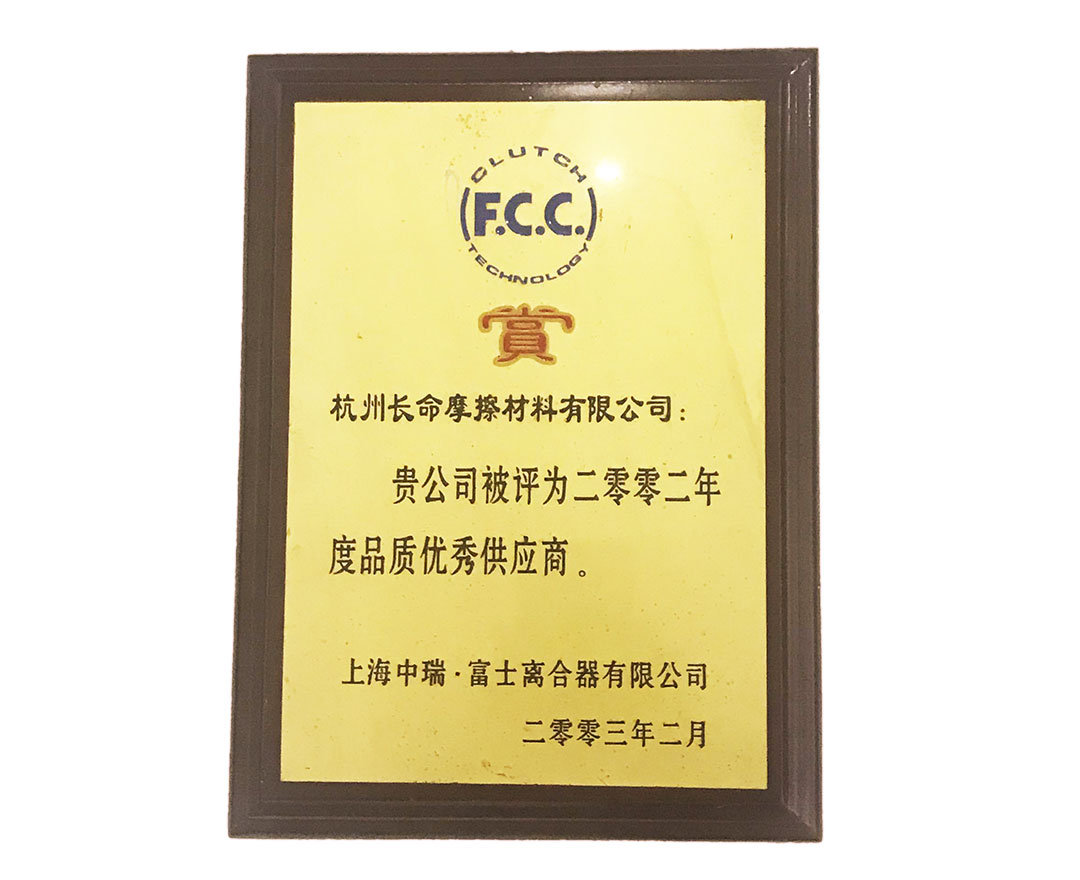 CLUTCH
(F.C.C.)
TECHNOLOGY
賞
杭州长命摩擦材料有限公司：
贵公司被评为二零零二年
度品质优秀供应商。
上海中瑞·富士离合器有限公司
二零零三年二月